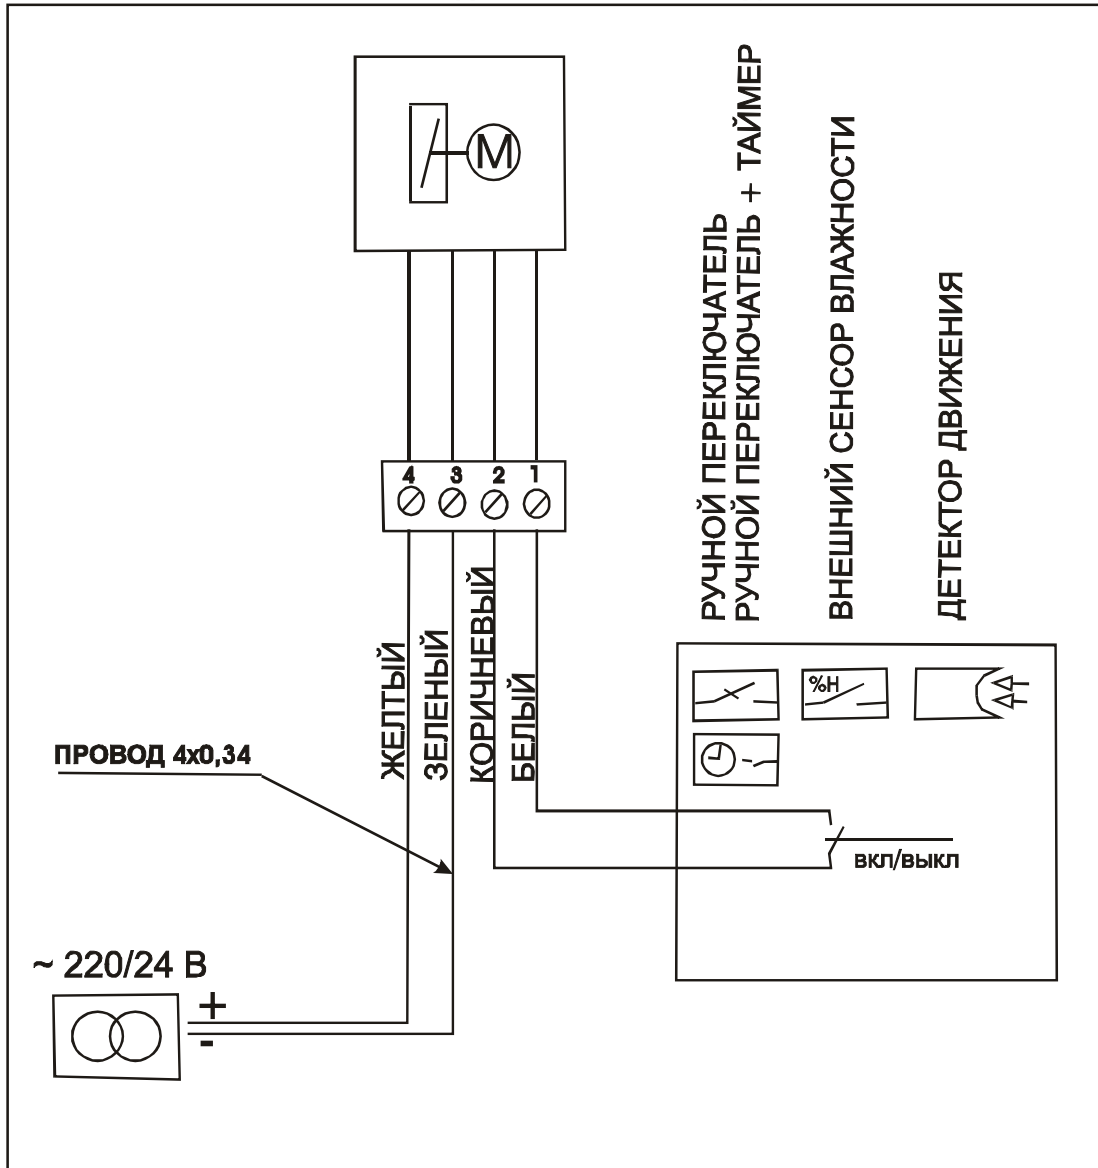 M
РУЧНОЙ ПЕРЕКЛЮЧАТЕЛЬ
РУЧНОЙ ПЕРЕКЛЮЧАТЕЛЬ + ТАЙМЕР
ВНЕШНИЙ СЕНСОР ВЛАЖНОСТИ
ДЕТЕКТОР ДВИЖЕНИЯ
4 3 2 1
ЖЕЛТЫЙ
ЗЕЛЕНЫЙ
КОРИЧНЕВЫЙ
БЕЛЫЙ
%H
ПРОВОД 4x0,34
ВКЛ/ВЫКЛ
~ 220/24 В
+
-